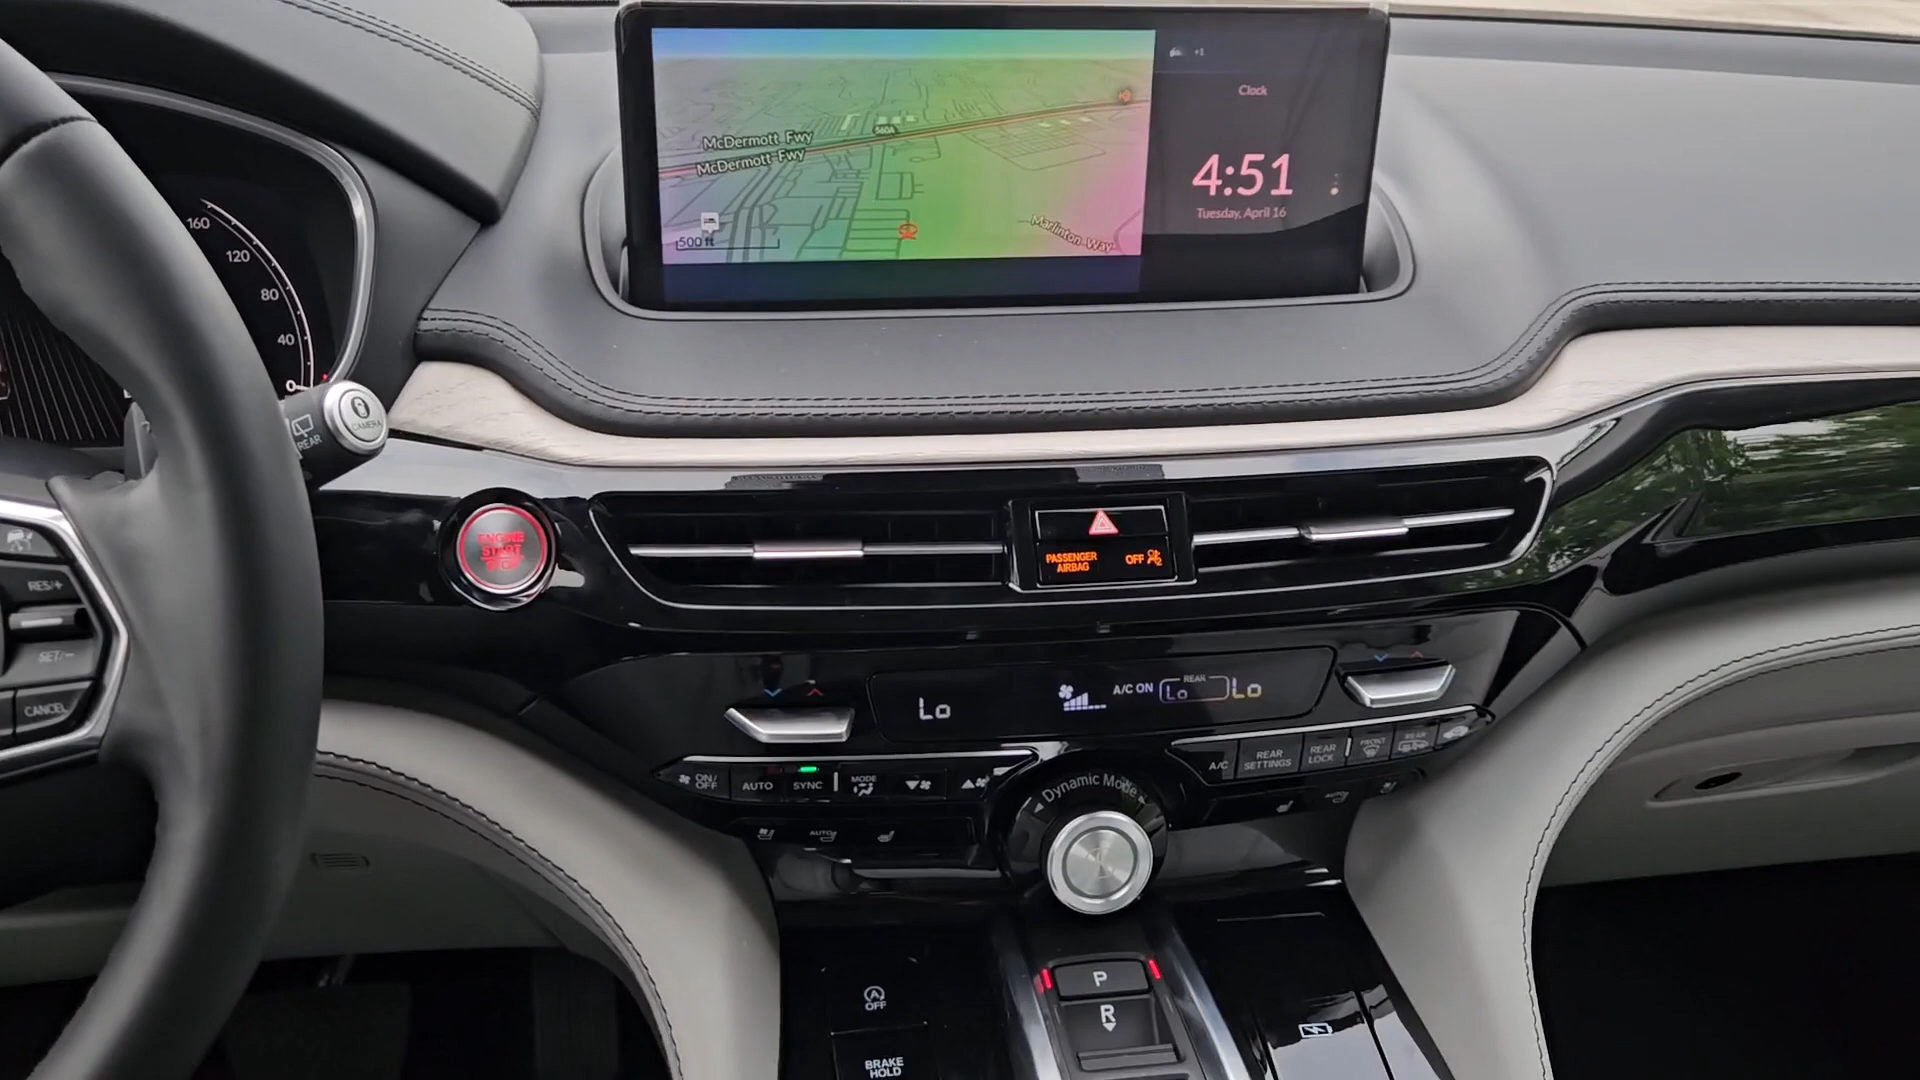 +1
Clock
4:51
Tuesday, April 16
McDermott Fwy
560A
McDermott Fwy
Marlinton Way
500 ft
160
120
80
40
0
REAR
CAMERA
RES/+
SET/−
CANCEL
ENGINE
START
STOP
PASSENGER
AIRBAG
OFF
Lo
A/C ON
REAR
Lo
Lo
ON/
OFF
AUTO
SYNC
MODE
A/C
REAR
SETTINGS
REAR
LOCK
FRONT
REAR
AUTO
Dynamic Mode
A
OFF
BRAKE
HOLD
P
R